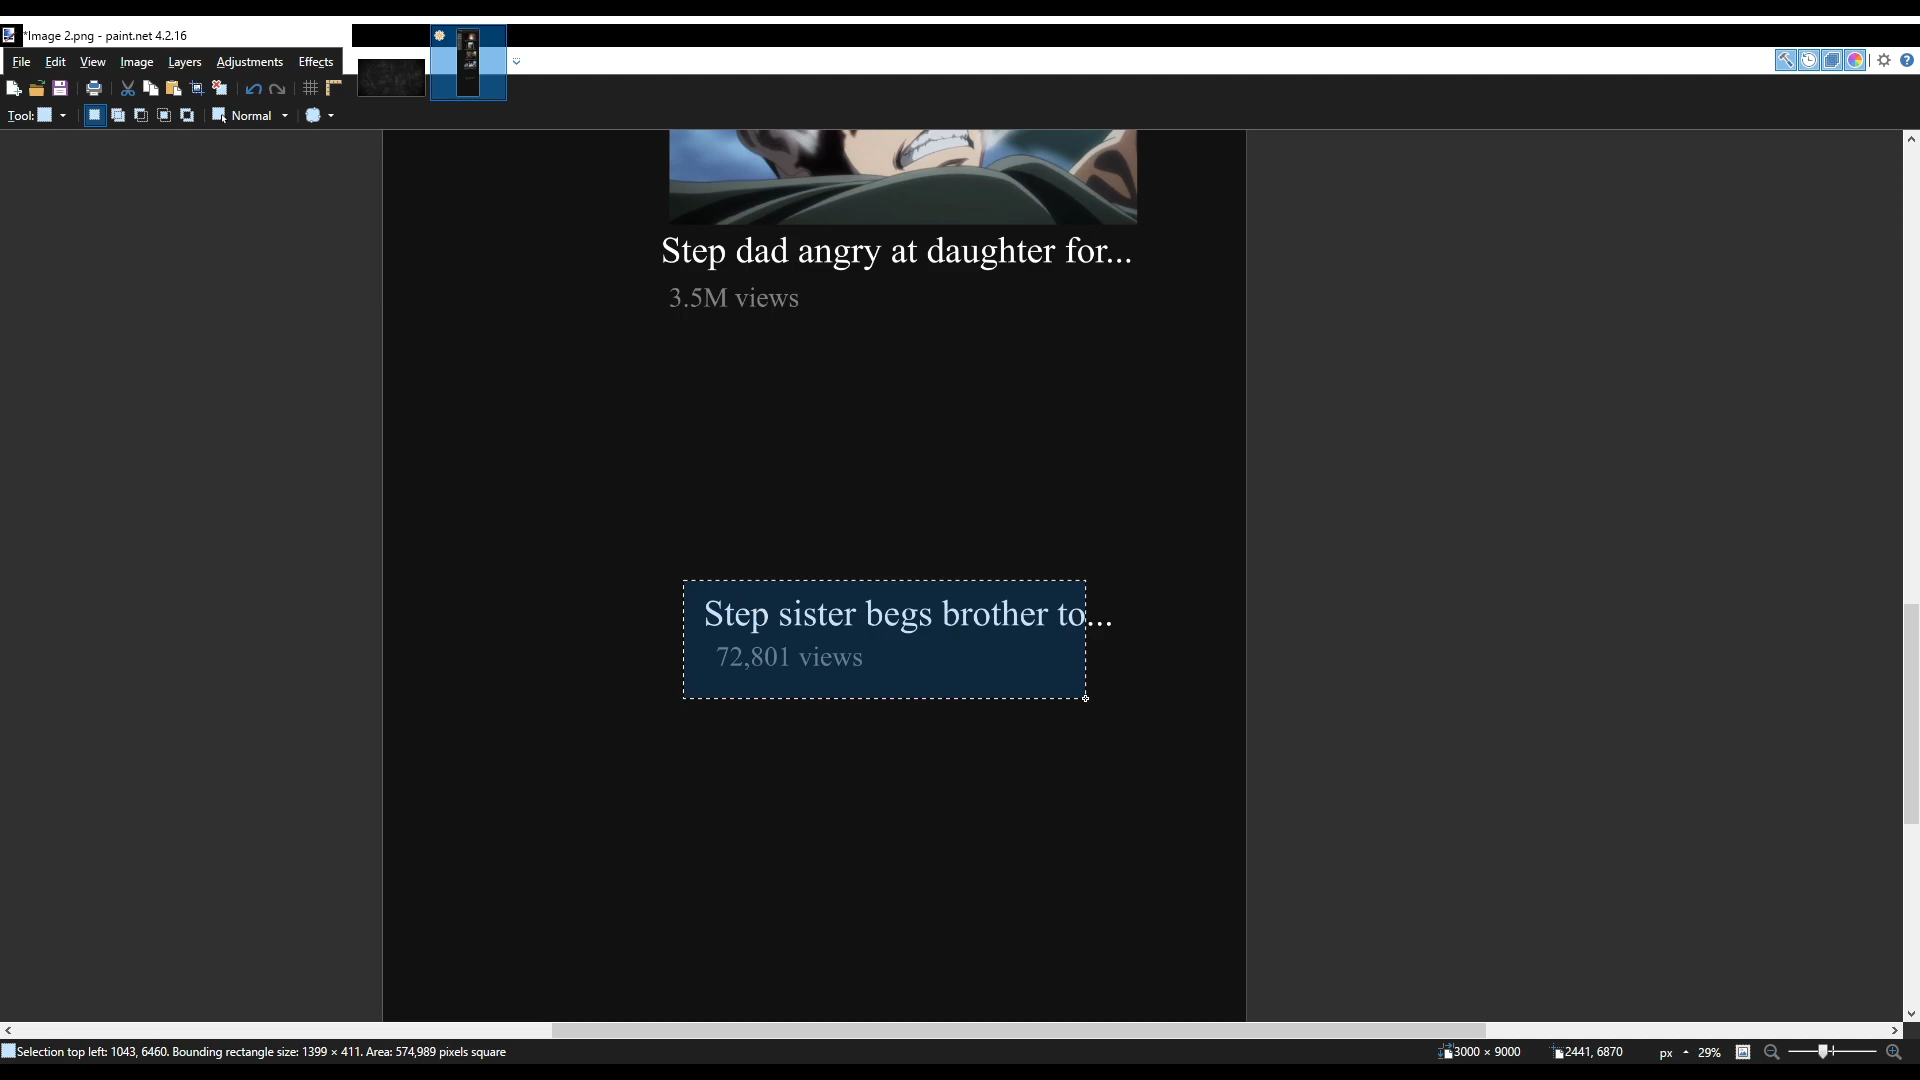 *Image 2.png - paint.net 4.2.16
File Edit View Image Layers Adjustments Effects
Tool: Normal
Step dad angry at daughter for...
3.5M views
Step sister begs brother to...
72,801 views
Selection top left: 1043, 6460. Bounding rectangle size: 1399 × 411. Area: 574,989 pixels square 3000 × 9000 2441, 6870 px 29%